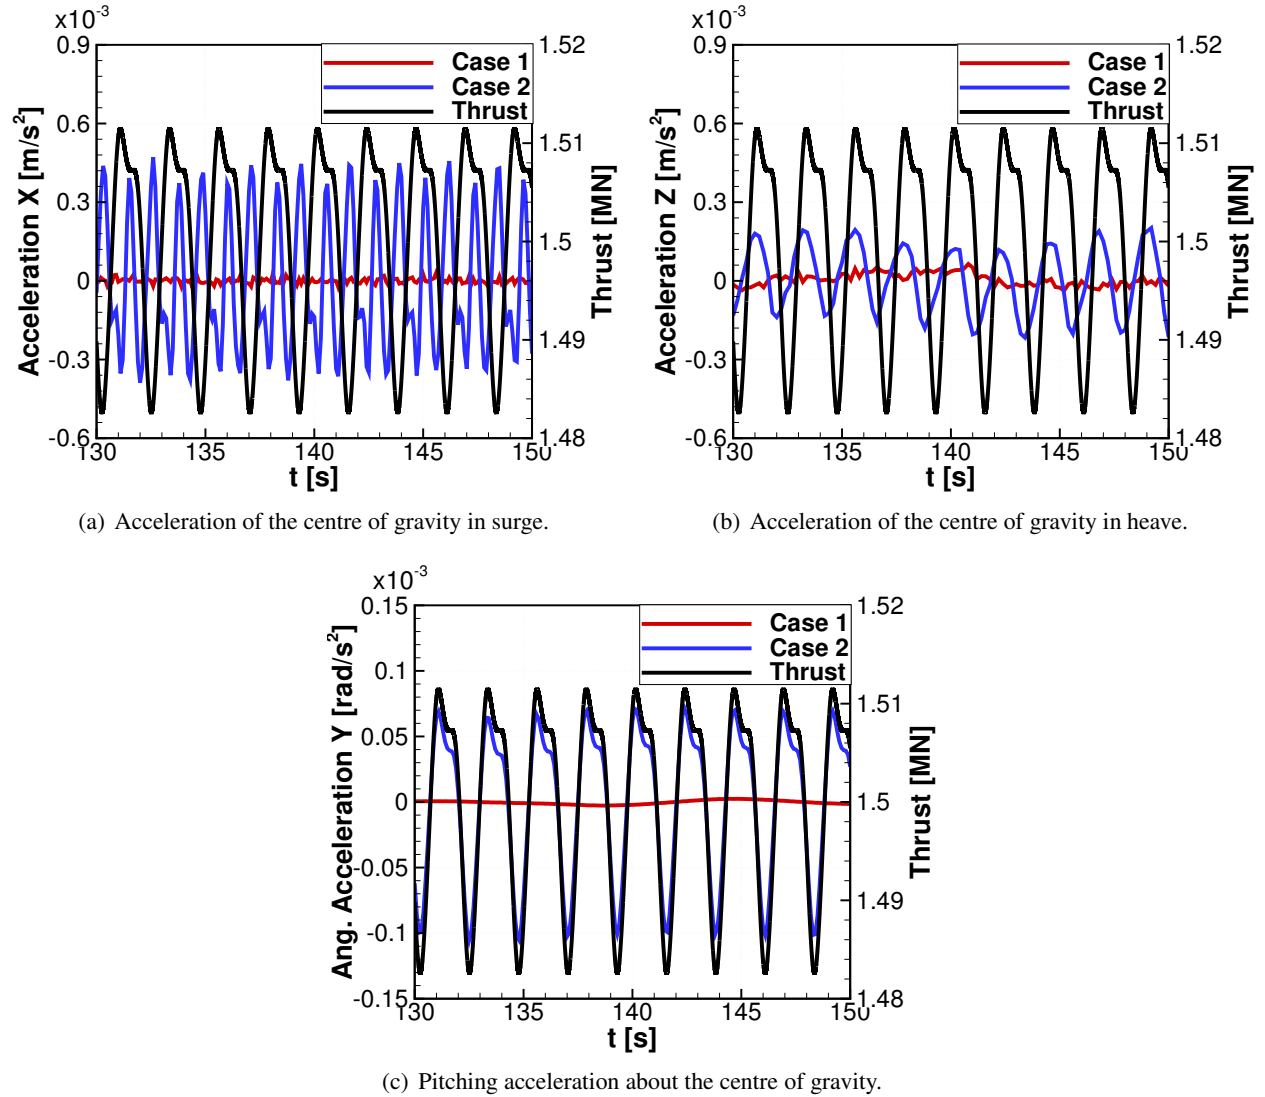 x10-3
0.9
0.6
0.3
0
-0.3
-0.6
Acceleration X [m/s2]
130
135
140
145
150
t [s]
1.52
1.51
1.5
1.49
1.48
Thrust [MN]
Case 1
Case 2
Thrust
(a) Acceleration of the centre of gravity in surge.
x10-3
0.9
0.6
0.3
0
-0.3
-0.6
Acceleration Z [m/s2]
130
135
140
145
150
t [s]
1.52
1.51
1.5
1.49
1.48
Thrust [MN]
Case 1
Case 2
Thrust
(b) Acceleration of the centre of gravity in heave.
x10-3
0.15
0.1
0.05
0
-0.05
-0.1
-0.15
Ang. Acceleration Y [rad/s2]
130
135
140
145
150
t [s]
1.52
1.51
1.5
1.49
1.48
Thrust [MN]
Case 1
Case 2
Thrust
(c) Pitching acceleration about the centre of gravity.